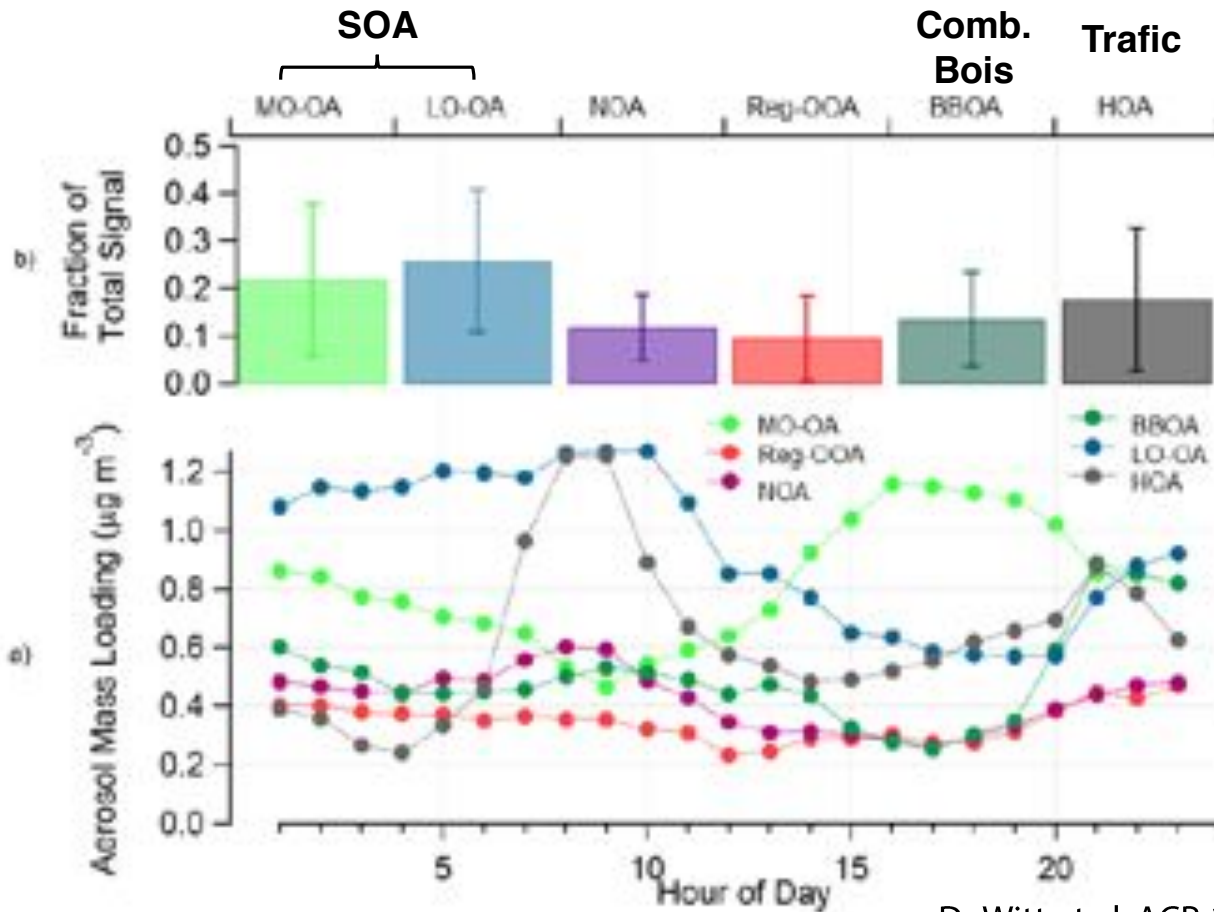 SOA
Comb.
Bois
Trafic
MO-OA LO-OA NOA Reg-OOA BBOA HOA
b)
Fraction of
Total Signal
0.5
0.4
0.3
0.2
0.1
0.0
MO-OA
Reg-OOA
NOA
BBOA
LO-OA
HOA
Aerosol Mass Loading (µg m-3)
1.2
1.0
0.8
0.6
0.4
0.2
0.0
5 10 15 20
Hour of Day